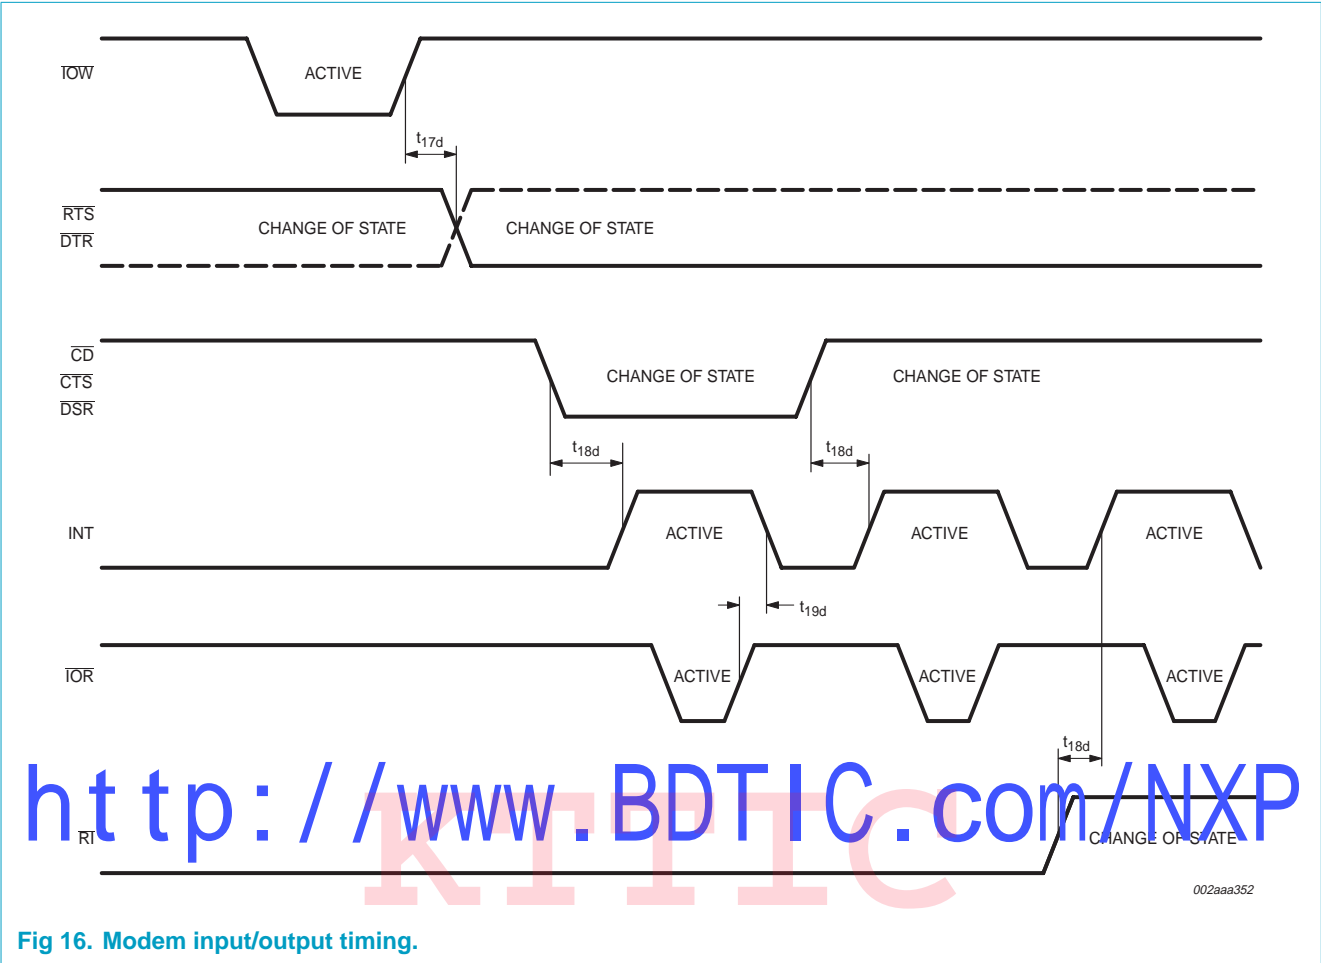 IOW
ACTIVE
t17d
RTS
DTR
CHANGE OF STATE
CHANGE OF STATE
CD
CTS
DSR
CHANGE OF STATE
CHANGE OF STATE
t18d
t18d
INT
ACTIVE
ACTIVE
ACTIVE
t19d
IOR
ACTIVE
ACTIVE
ACTIVE
t18d
http://www.BDTIC.com/NXP
KTTIC
RI
CHANGE OF STATE
002aaa352
Fig 16. Modem input/output timing.